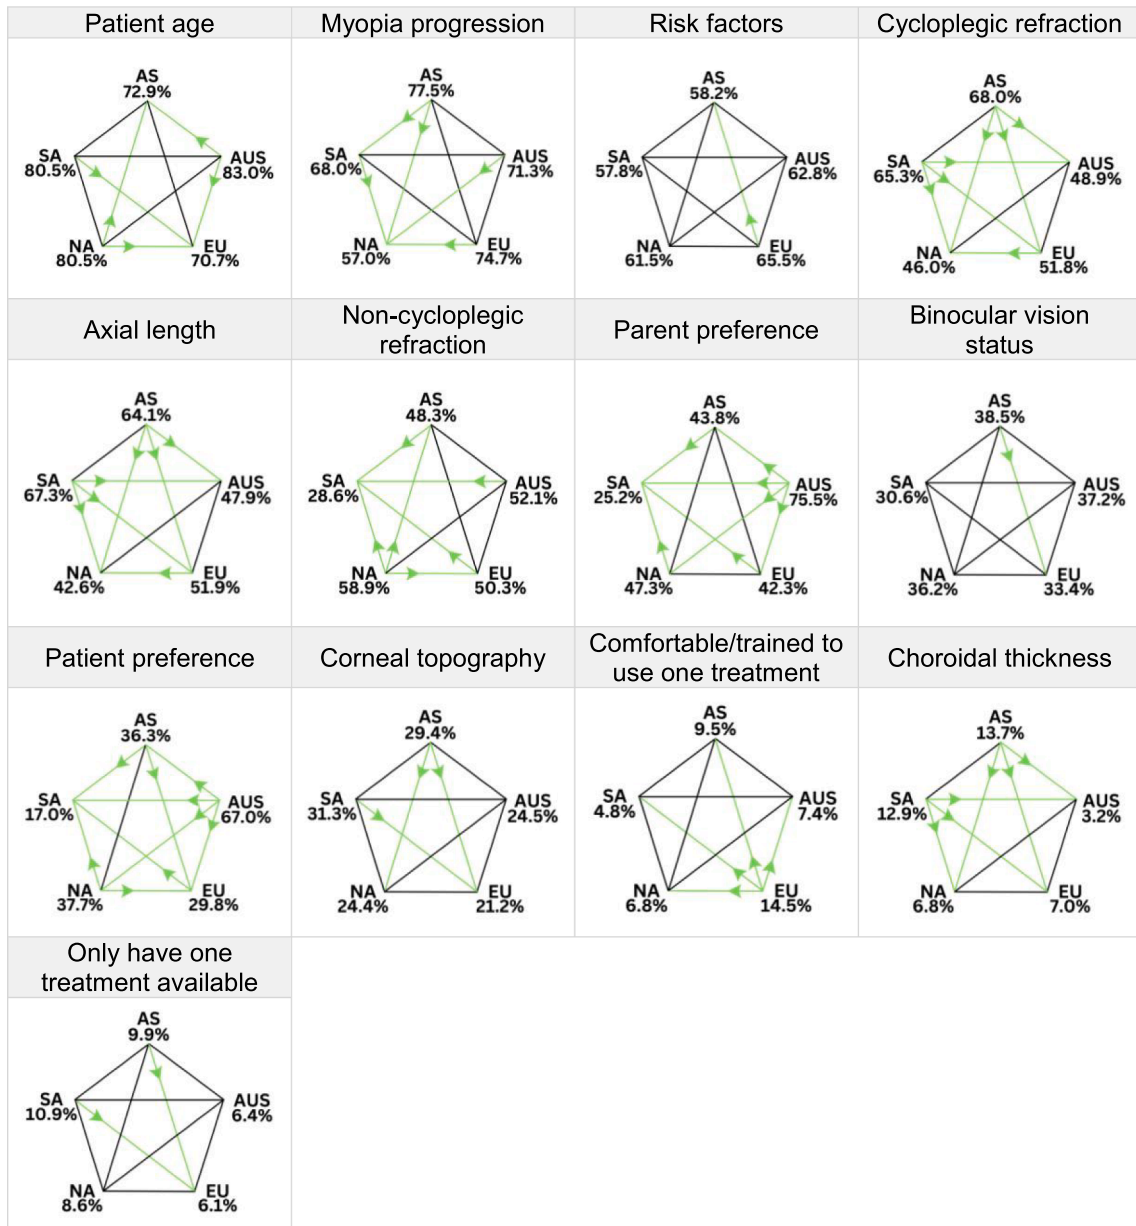 Patient age
Myopia progression
Risk factors
Cycloplegic refraction
AS
72.9%
SA
80.5%
AUS
83.0%
NA
80.5%
EU
70.7%
AS
77.5%
SA
68.0%
AUS
71.3%
NA
57.0%
EU
74.7%
AS
58.2%
SA
57.8%
AUS
62.8%
NA
61.5%
EU
65.5%
AS
68.0%
SA
65.3%
AUS
48.9%
NA
46.0%
EU
51.8%
Axial length
Non-cycloplegic
refraction
Parent preference
Binocular vision
status
AS
64.1%
SA
67.3%
AUS
47.9%
NA
42.6%
EU
51.9%
AS
48.3%
SA
28.6%
AUS
52.1%
NA
58.9%
EU
50.3%
AS
43.8%
SA
25.2%
AUS
75.5%
NA
47.3%
EU
42.3%
AS
38.5%
SA
30.6%
AUS
37.2%
NA
36.2%
EU
33.4%
Patient preference
Corneal topography
Comfortable/trained to
use one treatment
Choroidal thickness
AS
36.3%
SA
17.0%
AUS
67.0%
NA
37.7%
EU
29.8%
AS
29.4%
SA
31.3%
AUS
24.5%
NA
24.4%
EU
21.2%
AS
9.5%
SA
4.8%
AUS
7.4%
NA
6.8%
EU
14.5%
AS
13.7%
SA
12.9%
AUS
3.2%
NA
6.8%
EU
7.0%
Only have one
treatment available
AS
9.9%
SA
10.9%
AUS
6.4%
NA
8.6%
EU
6.1%